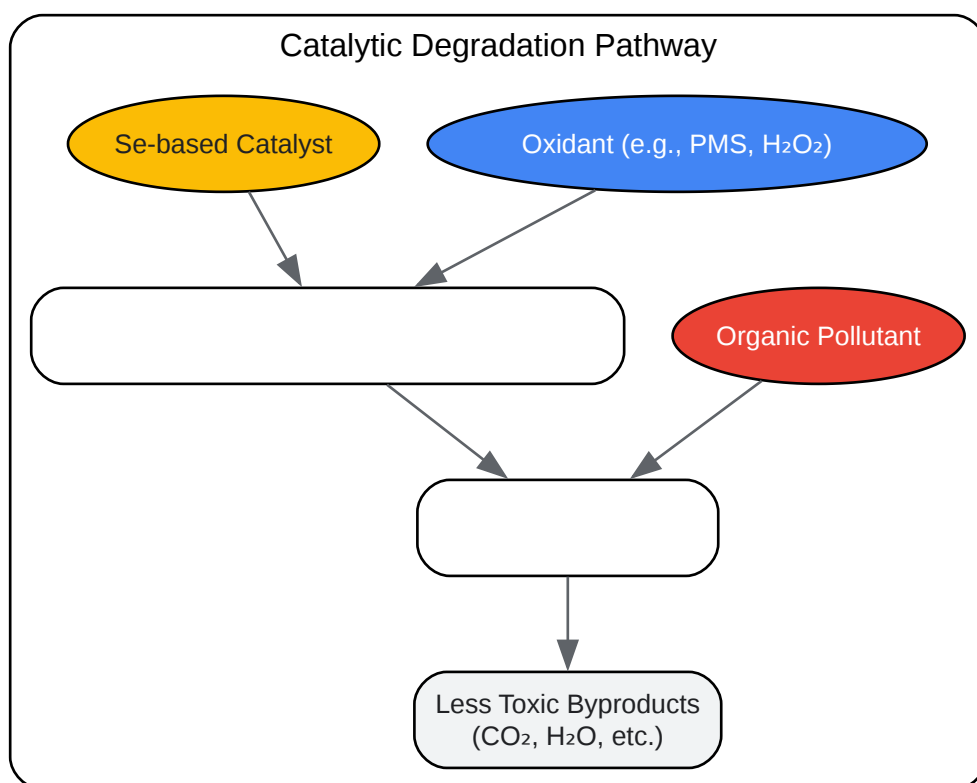 Catalytic Degradation Pathway
Se-based Catalyst
Oxidant (e.g., PMS, H₂O₂)
Organic Pollutant
Less Toxic Byproducts
(CO₂, H₂O, etc.)